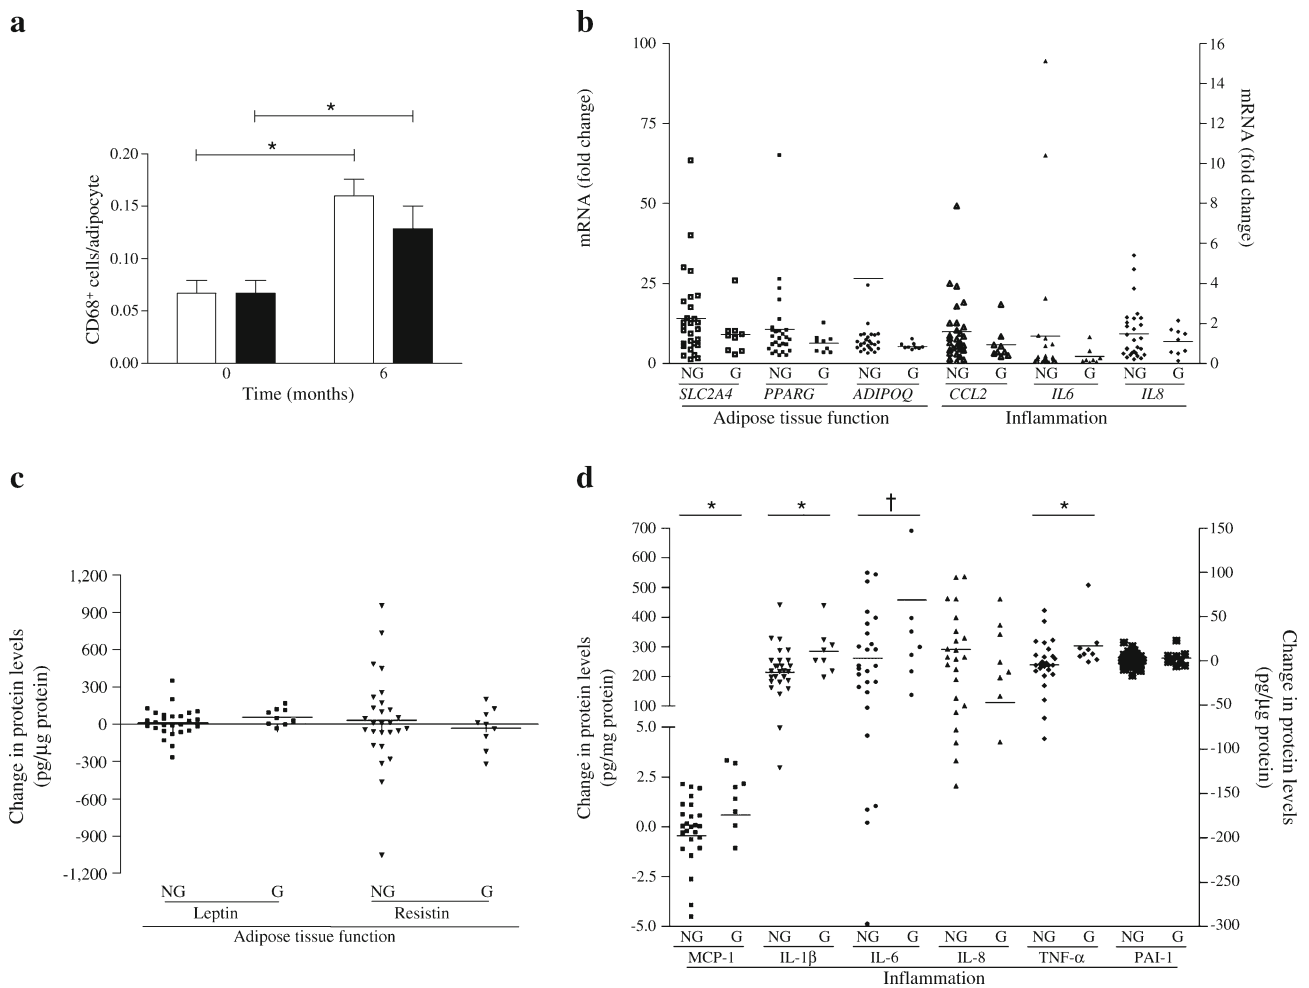 a
*
*
0.20
0.15
0.10
0.05
0.00
CD68⁺ cells/adipocyte
0
6
Time (months)
b
100
75
50
25
0
mRNA (fold change)
16
14
12
10
8
6
4
2
0
mRNA (fold change)
NG G NG G NG G NG G NG G NG G
SLC2A4 PPARG ADIPOQ CCL2 IL6 IL8
Adipose tissue function Inflammation
c
1,200
900
600
300
0
-300
-600
-900
-1,200
Change in protein levels
(pg/μg protein)
NG G NG G
Leptin Resistin
Adipose tissue function
d
* * † *
700
600
500
400
300
200
100
5.0
2.5
0.0
-2.5
-5.0
Change in protein levels
(pg/mg protein)
150
100
50
0
-50
-100
-150
-200
-250
-300
Change in protein levels
(pg/μg protein)
NG G NG G NG G NG G NG G NG G
MCP-1 IL-1β IL-6 IL-8 TNF-α PAI-1
Inflammation